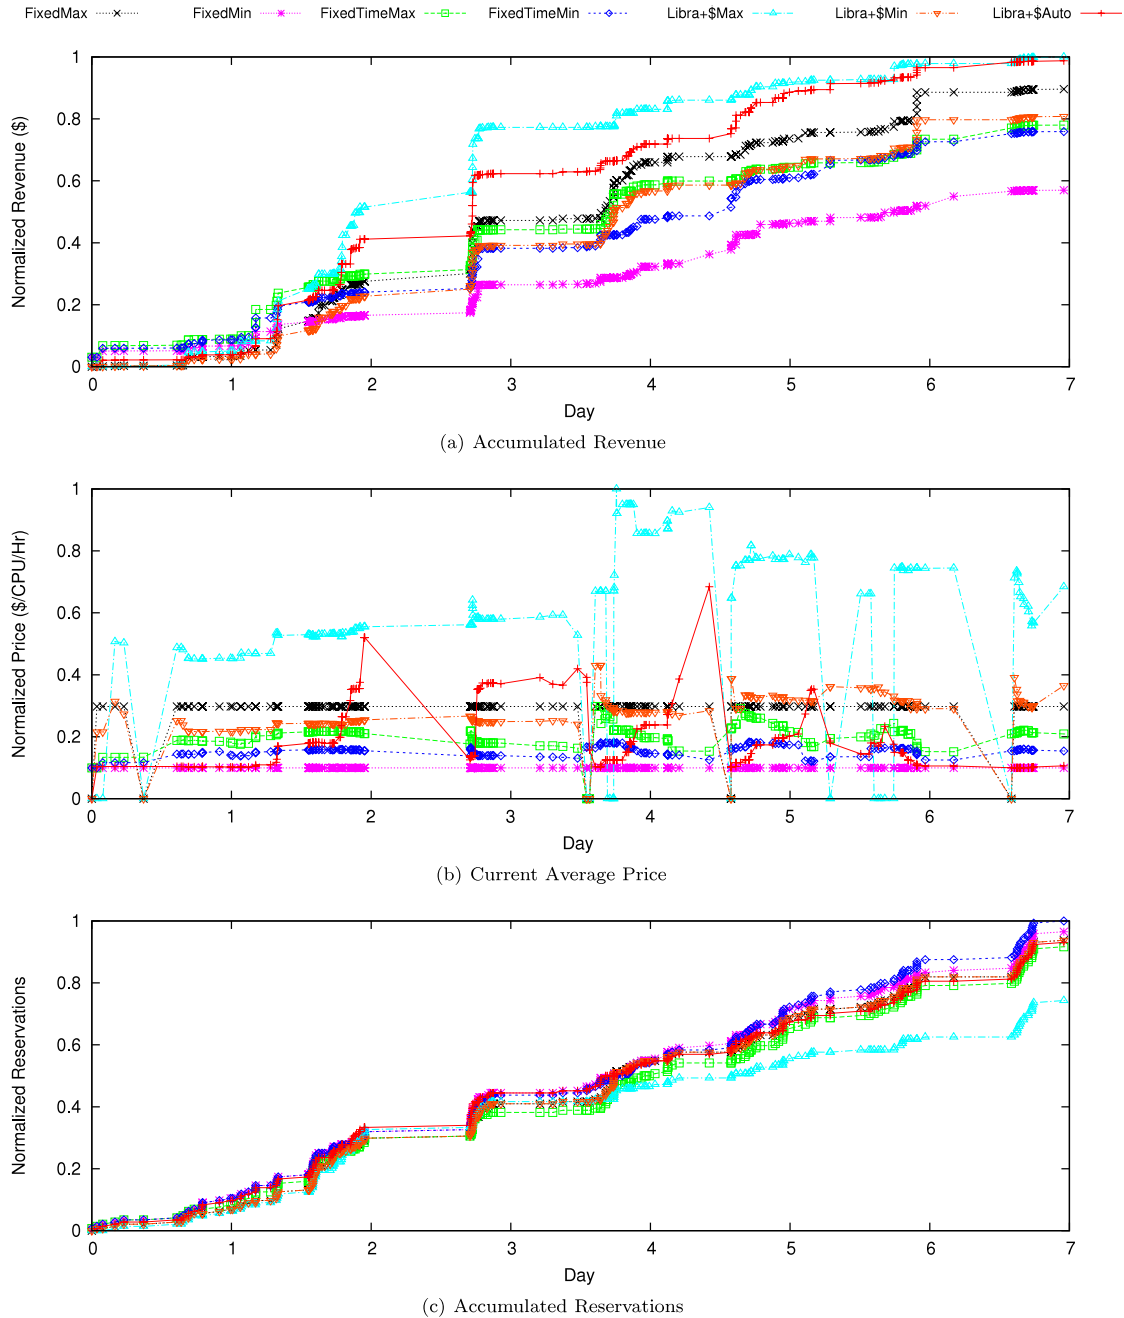 FixedMax FixedMin FixedTimeMax FixedTimeMin Libra+$Max Libra+$Min Libra+$Auto
Normalized Revenue ($)
1
0.8
0.6
0.4
0.2
0
0 1 2 3 4 5 6 7
Day
(a) Accumulated Revenue
Normalized Price ($/CPU/Hr)
1
0.8
0.6
0.4
0.2
0
0 1 2 3 4 5 6 7
Day
(b) Current Average Price
Normalized Reservations
1
0.8
0.6
0.4
0.2
0
0 1 2 3 4 5 6 7
Day
(c) Accumulated Reservations